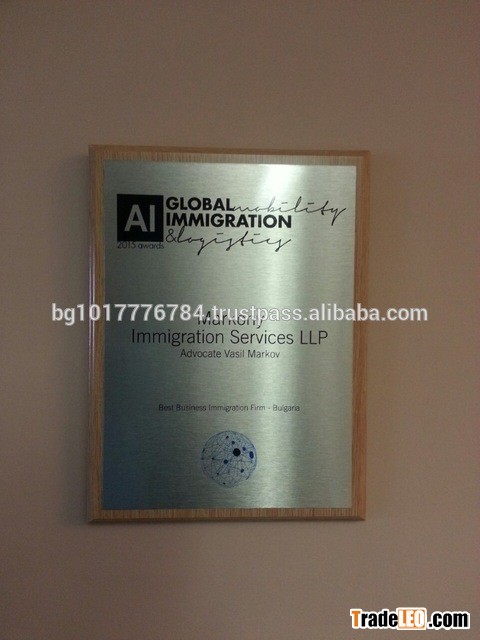 AI
2015 awards
GLOBAL mobility
IMMIGRATION
& logistics
bg1017776784.trustpass.alibaba.com
Immigration Services LLP
Advocate Vasil Markov
Best Business Immigration Firm - Bulgaria
TradeLEO.com